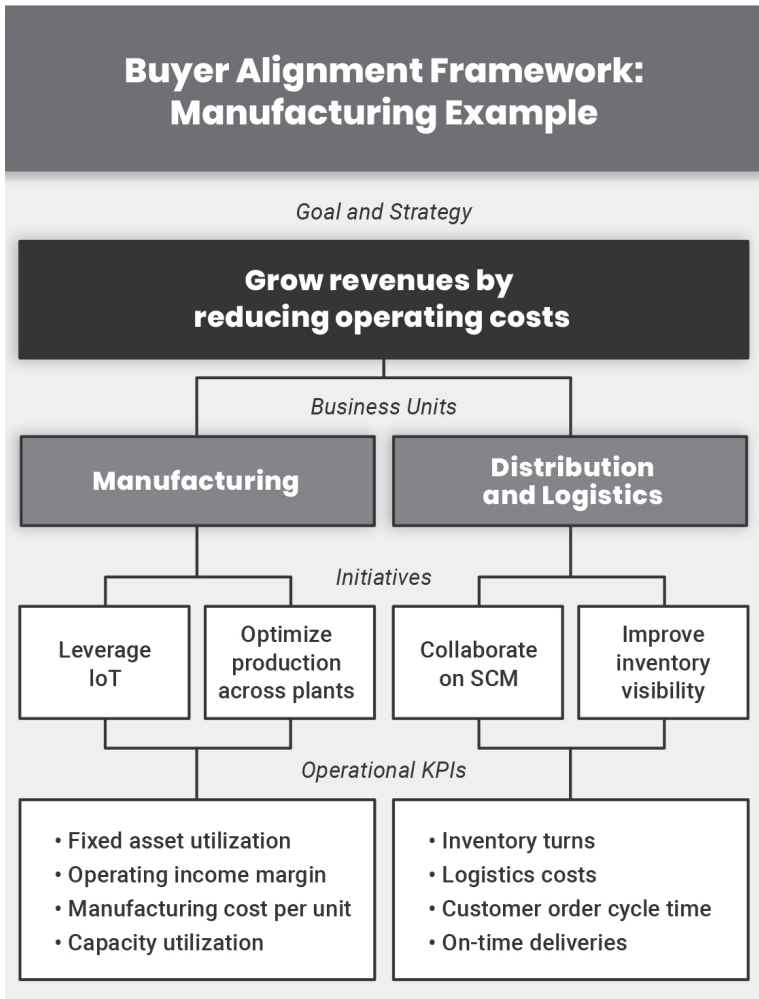 Buyer Alignment Framework:
Manufacturing Example
Goal and Strategy
Grow revenues by
reducing operating costs
Business Units
Manufacturing
Distribution
and Logistics
Initiatives
Leverage
IoT
Optimize
production
across plants
Collaborate
on SCM
Improve
inventory
visibility
Operational KPIs
• Fixed asset utilization
• Operating income margin
• Manufacturing cost per unit
• Capacity utilization
• Inventory turns
• Logistics costs
• Customer order cycle time
• On-time deliveries